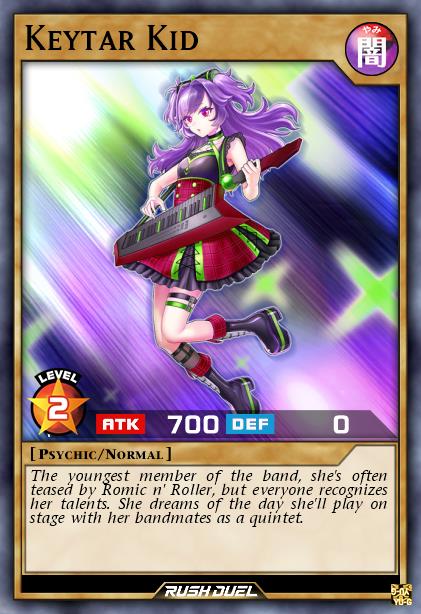 KEYTAR KID
やみ
闇
LEVEL
2
ATK 700 DEF 0
[PSYCHIC/NORMAL]
The youngest member of the band, she's often
teased by Romic n' Roller, but everyone recognizes
her talents. She dreams of the day she'll play on
stage with her bandmates as a quintet.
RUSH DUEL